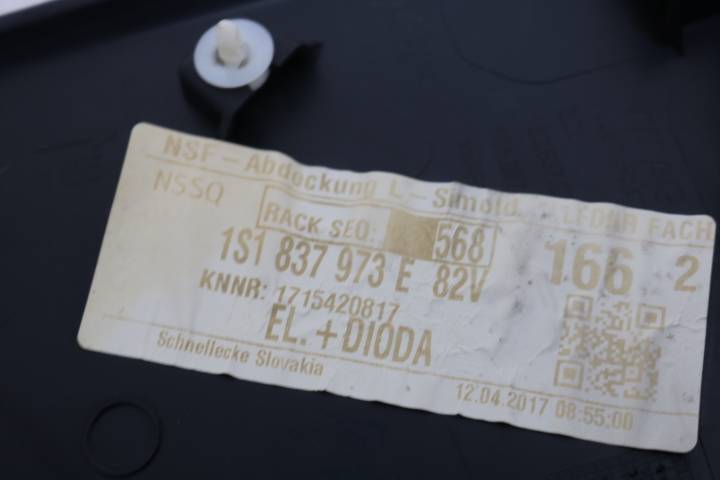 NSF-Abdeckung L-Simold
NSSQ
RACK SEQ: 568
1S1 837 973 E 82V
166 2
KNNR: 1715420817
EL.+DIODA
Schnellecke Slovakia
12.04.2017 08:55:00